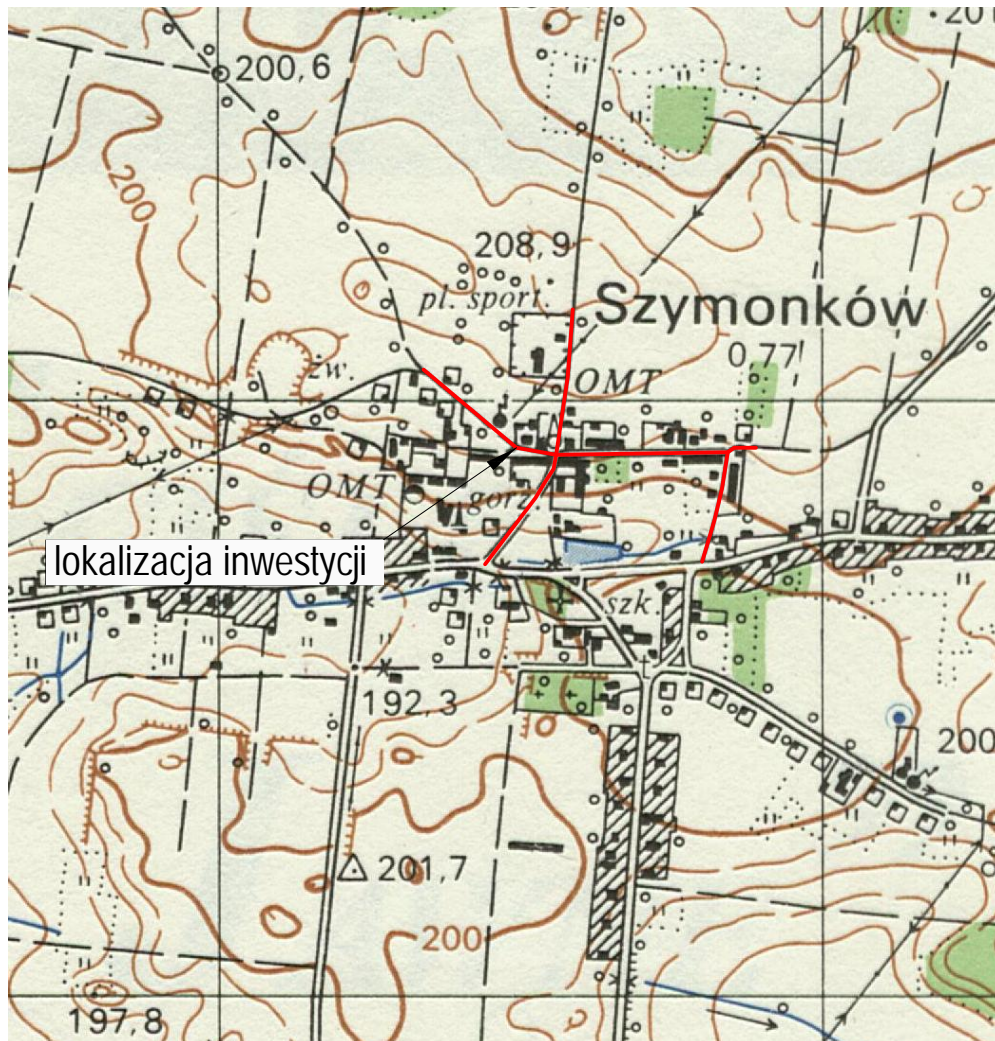 200,6
200
208,9
pl. sport.
Szymonków
żw.
0.77
OMT
OMT
gorz.
lokalizacja inwestycji
szk.
192,3
200
201,7
200
197,8